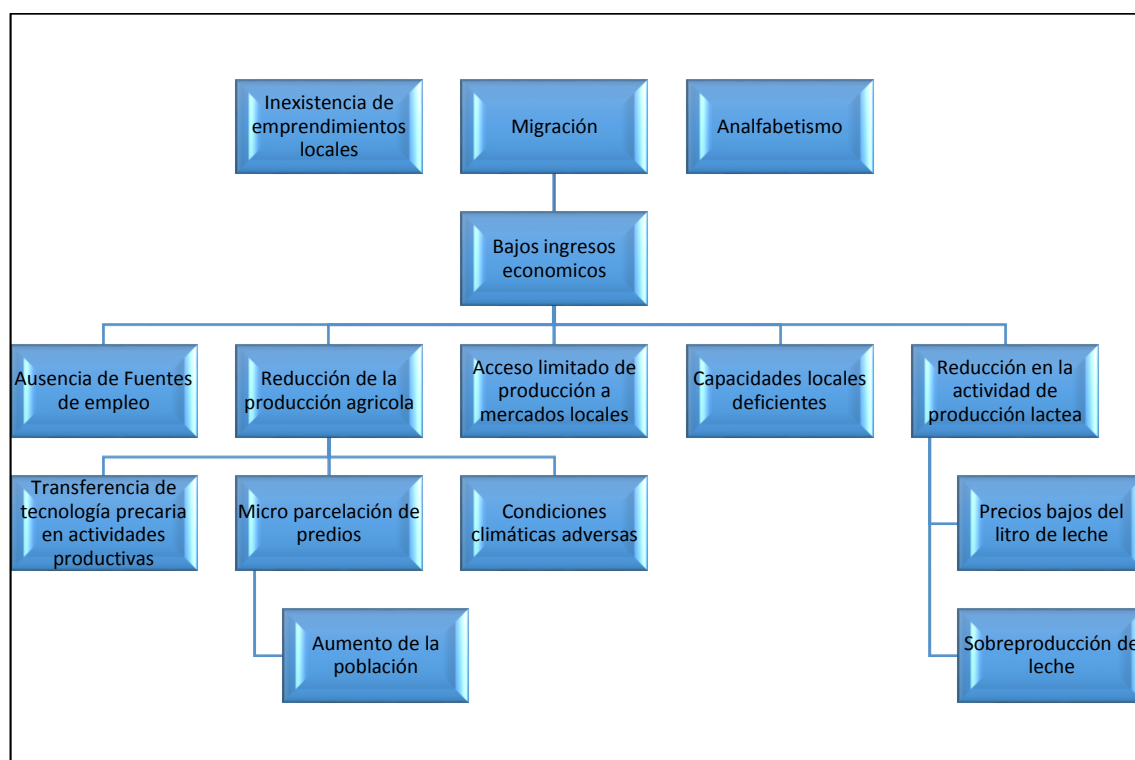 Inexistencia de
emprendimientos
locales
Migración
Analfabetismo
Bajos ingresos
economicos
Ausencia de Fuentes
de empleo
Reducción de la
producción agricola
Acceso limitado de
producción a
mercados locales
Capacidades locales
deficientes
Reducción en la
actividad de
producción lactea
Transferencia de
tecnología precaria
en actividades
productivas
Micro parcelación de
predios
Condiciones
climáticas adversas
Precios bajos del
litro de leche
Aumento de la
población
Sobreproducción de
leche